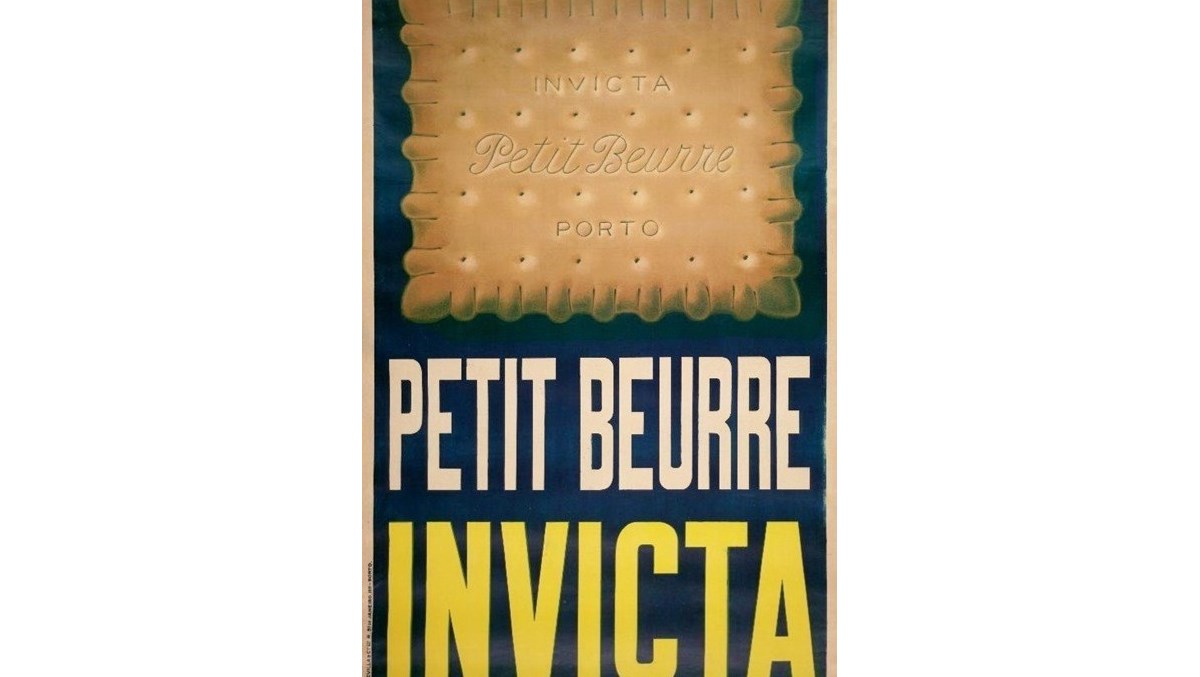 INVICTA
Petit Beurre
PORTO
PETIT BEURRE
INVICTA